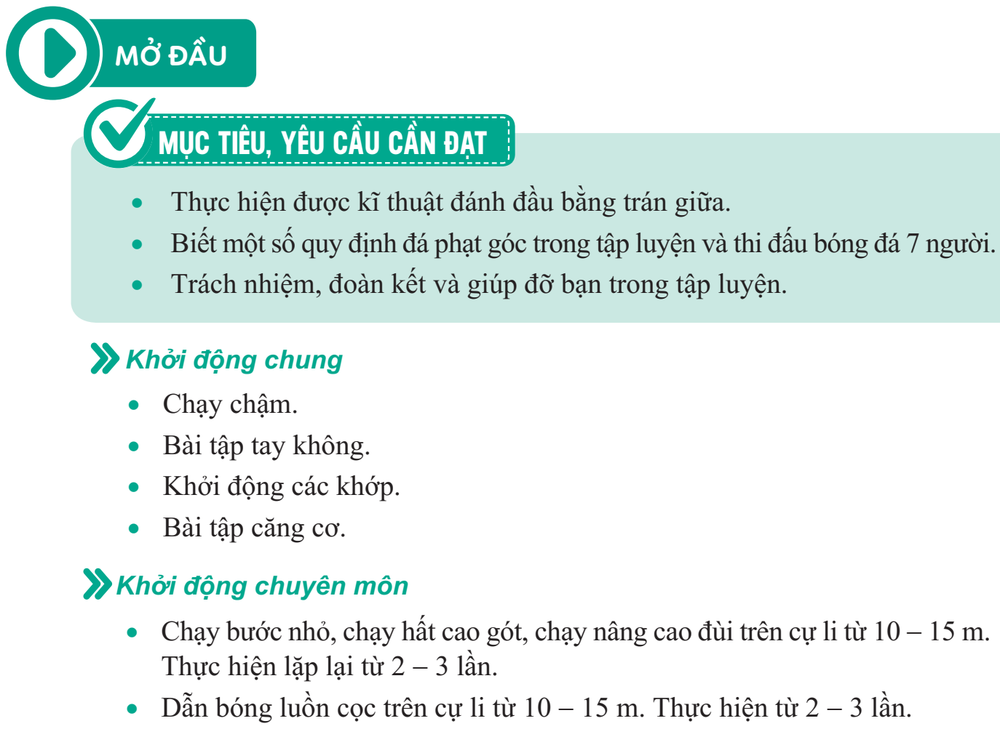 MỞ ĐẦU
MỤC TIÊU, YÊU CẦU CẦN ĐẠT
• Thực hiện được kĩ thuật đánh đầu bằng trán giữa.
• Biết một số quy định đá phạt góc trong tập luyện và thi đấu bóng đá 7 người.
• Trách nhiệm, đoàn kết và giúp đỡ bạn trong tập luyện.
Khởi động chung
• Chạy chậm.
• Bài tập tay không.
• Khởi động các khớp.
• Bài tập căng cơ.
Khởi động chuyên môn
• Chạy bước nhỏ, chạy hất cao gót, chạy nâng cao đùi trên cự li từ 10 – 15 m.
Thực hiện lặp lại từ 2 – 3 lần.
• Dẫn bóng luồn cọc trên cự li từ 10 – 15 m. Thực hiện từ 2 – 3 lần.